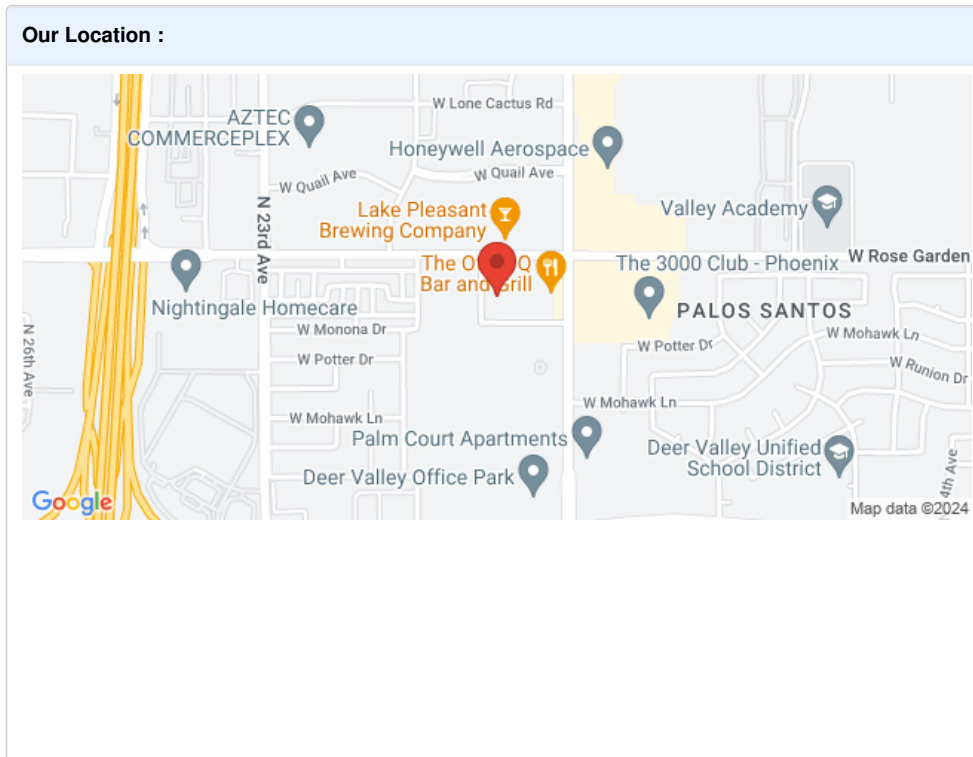 Our Location :
W Lone Cactus Rd
AZTEC
COMMERCEPLEX
Honeywell Aerospace
W Quail Ave
W Quail Ave
N 23rd Ave
Lake Pleasant
Brewing Company
Valley Academy
W Rose Garden
The O Q
Bar and Grill
The 3000 Club - Phoenix
Nightingale Homecare
PALOS SANTOS
W Monona Dr
N 26th Ave
W Mohawk Ln
W Potter Dr
W Potter Dr
W Runion Dr
W Mohawk Ln
W Mohawk Ln
Palm Court Apartments
Deer Valley Unified
School District
Deer Valley Office Park
4th Ave
Google
Map data ©2024